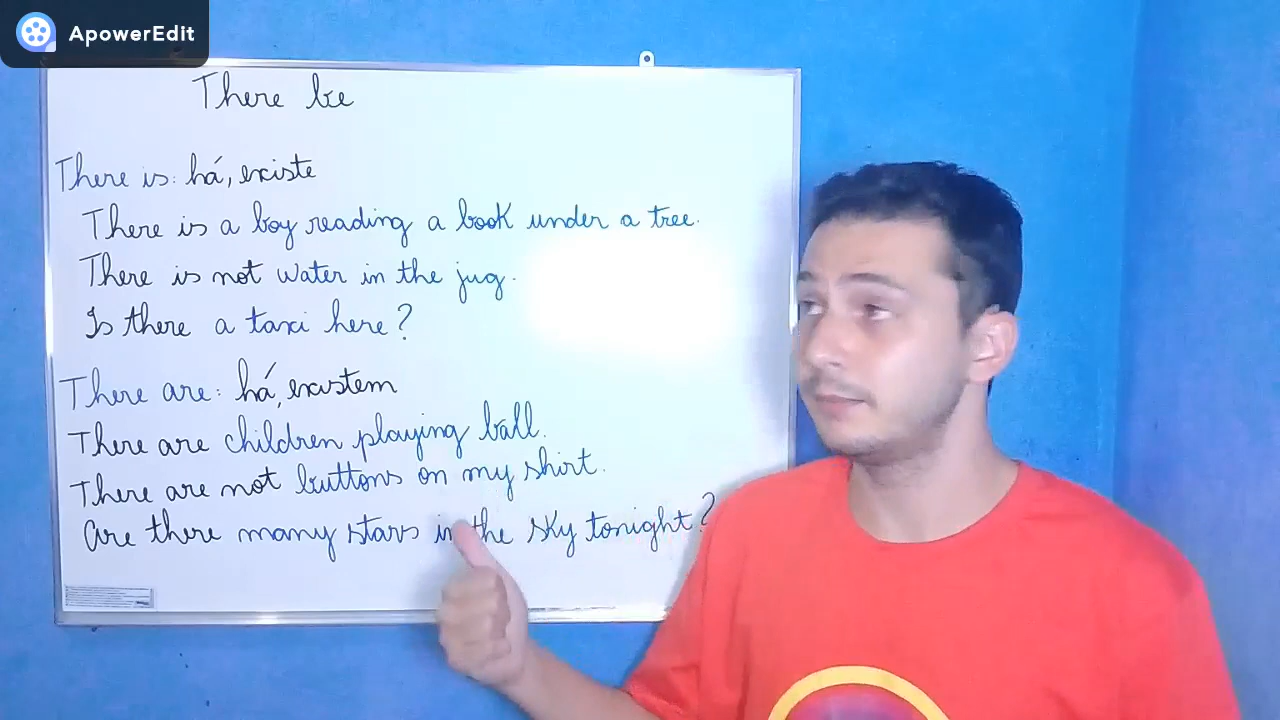 ApowerEdit
There be
There is: há, existe
There is a boy reading a book under a tree.
There is not water in the jug.
Is there a taxi here?
There are: há, existem
There are children playing ball.
There are not buttons on my shirt.
Are there many stars in the sky tonight?